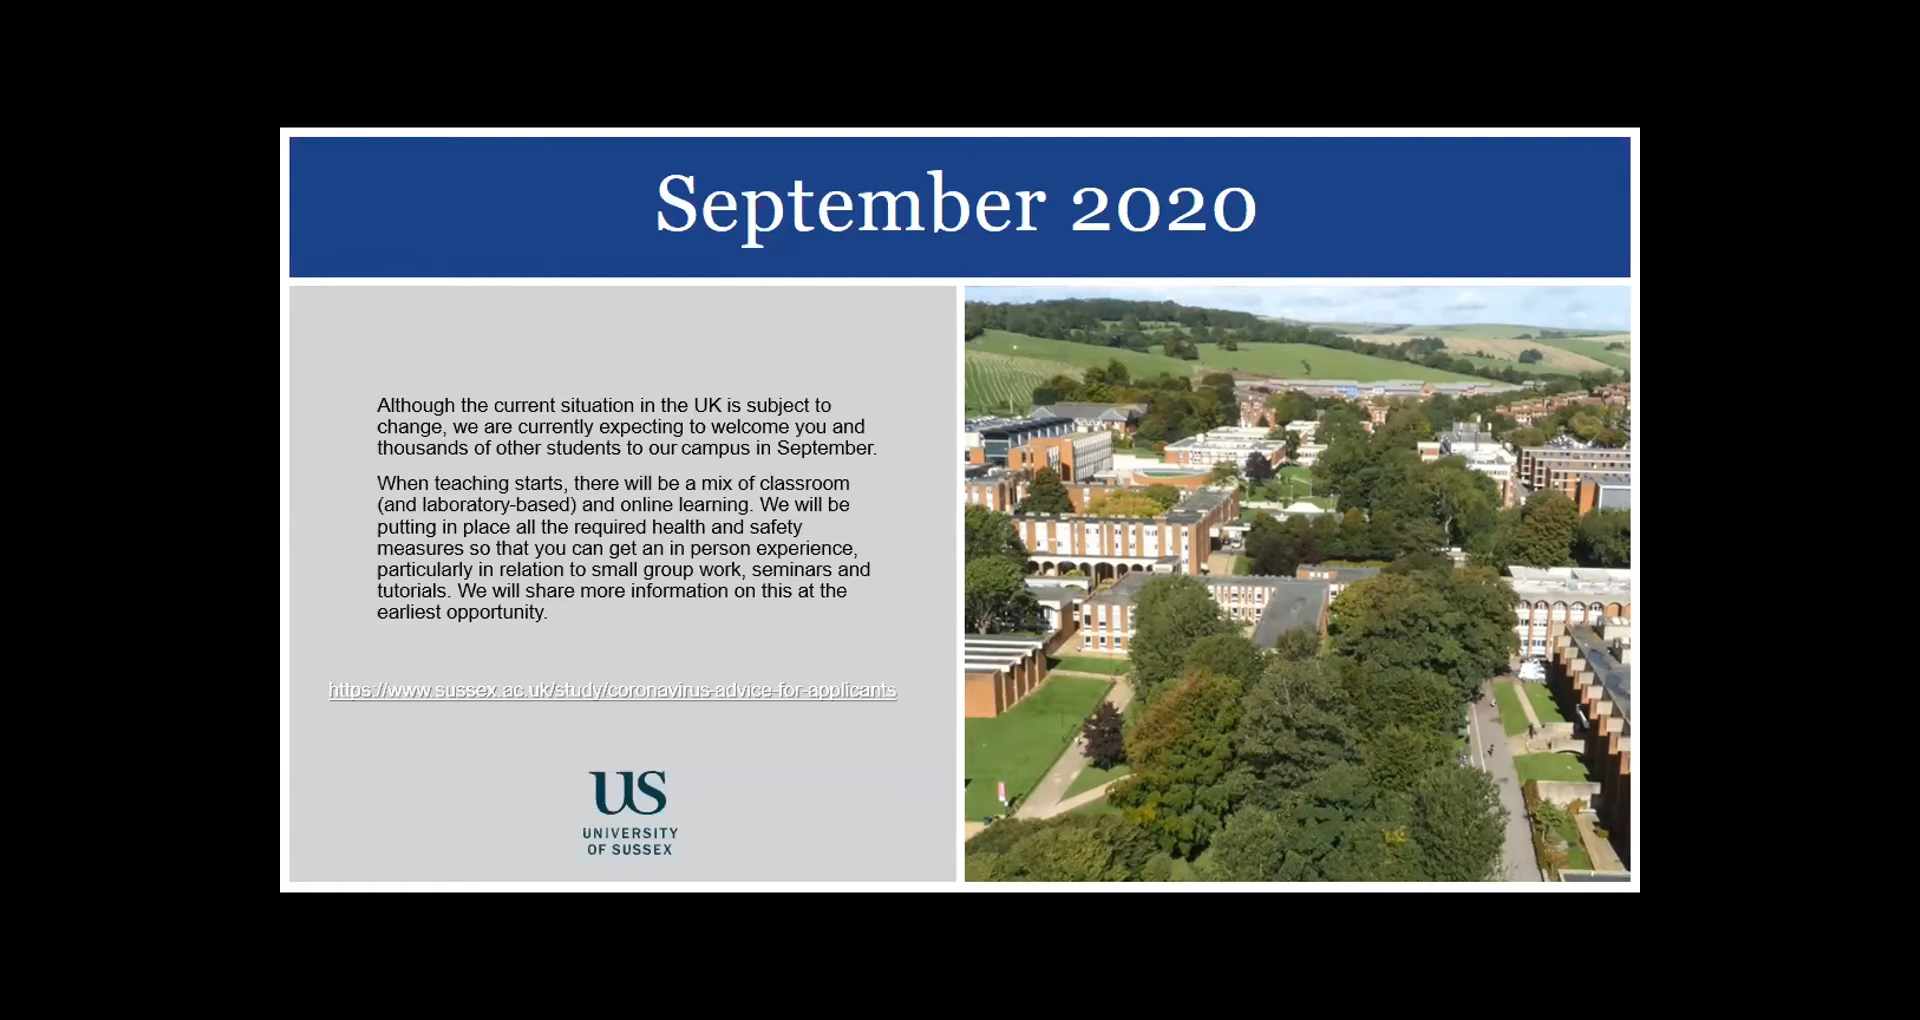 September 2020
Although the current situation in the UK is subject to
change, we are currently expecting to welcome you and
thousands of other students to our campus in September.
When teaching starts, there will be a mix of classroom
(and laboratory-based) and online learning. We will be
putting in place all the required health and safety
measures so that you can get an in person experience,
particularly in relation to small group work, seminars and
tutorials. We will share more information on this at the
earliest opportunity.
https://www.sussex.ac.uk/study/coronavirus-advice-for-applicants
US
UNIVERSITY
OF SUSSEX